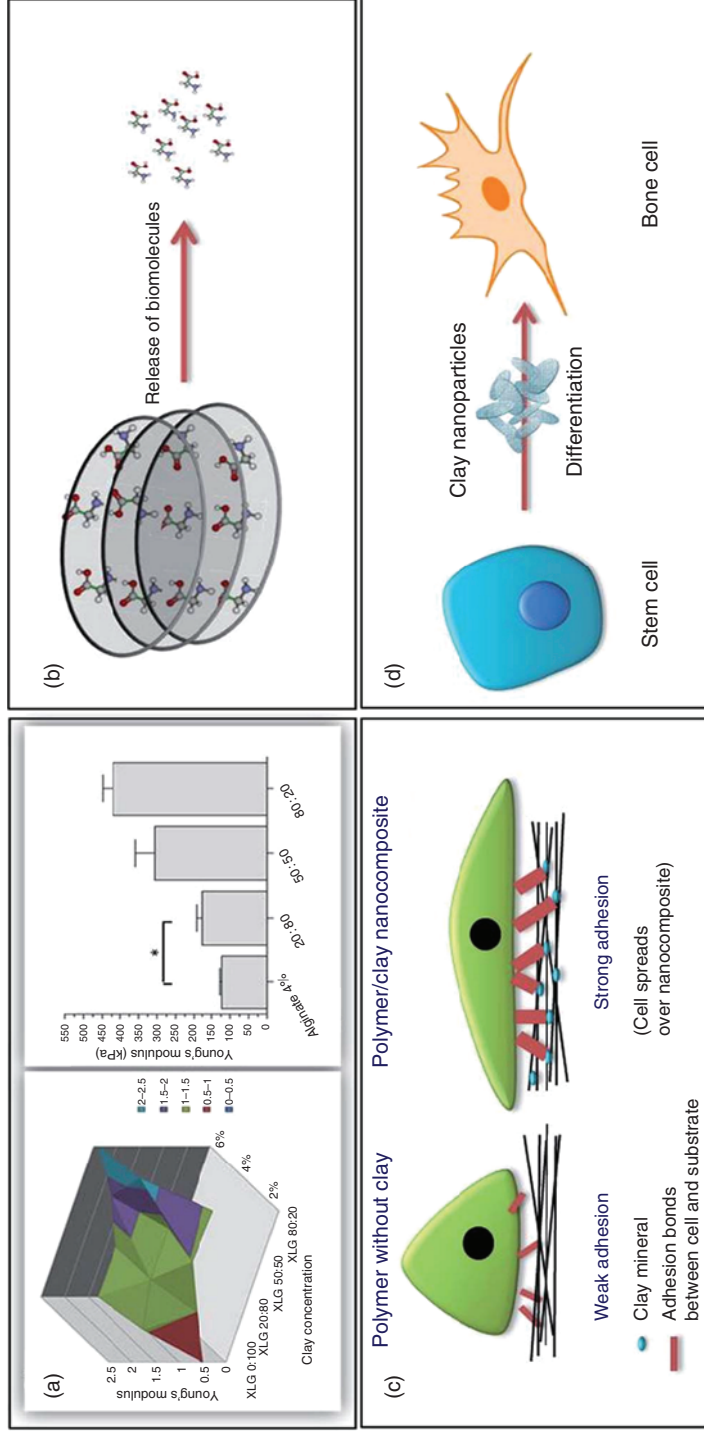 (a)
Young's modulus
2.5
2
1.5
1
0.5
0
XLG 0:100
XLG 20:80
XLG 50:50
XLG 80:20
Clay concentration
2%
4%
6%
2–2.5
1.5–2
1–1.5
0.5–1
0–0.5
Young's modulus (kPa)
550
500
450
400
350
300
250
200
150
100
50
0
*
Alginate 4%
20:80
50:50
80:20
(b)
Release of biomolecules
(c)
Polymer without clay
Polymer/clay nanocomposite
Weak adhesion
Strong adhesion
(Cell spreads
over nanocomposite)
Clay mineral
Adhesion bonds
between cell and substrate
(d)
Clay nanoparticles
Differentiation
Stem cell
Bone cell